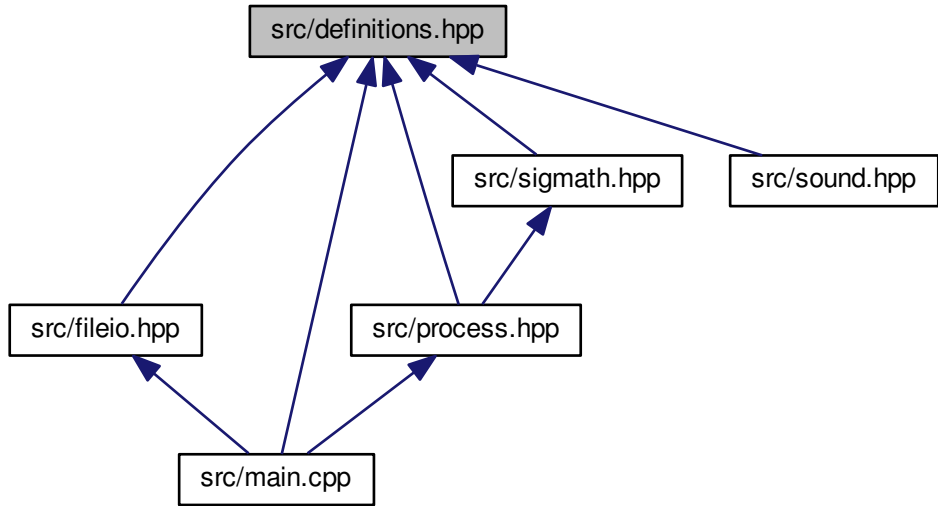 src/definitions.hpp
src/sigmath.hpp
src/sound.hpp
src/fileio.hpp
src/process.hpp
src/main.cpp